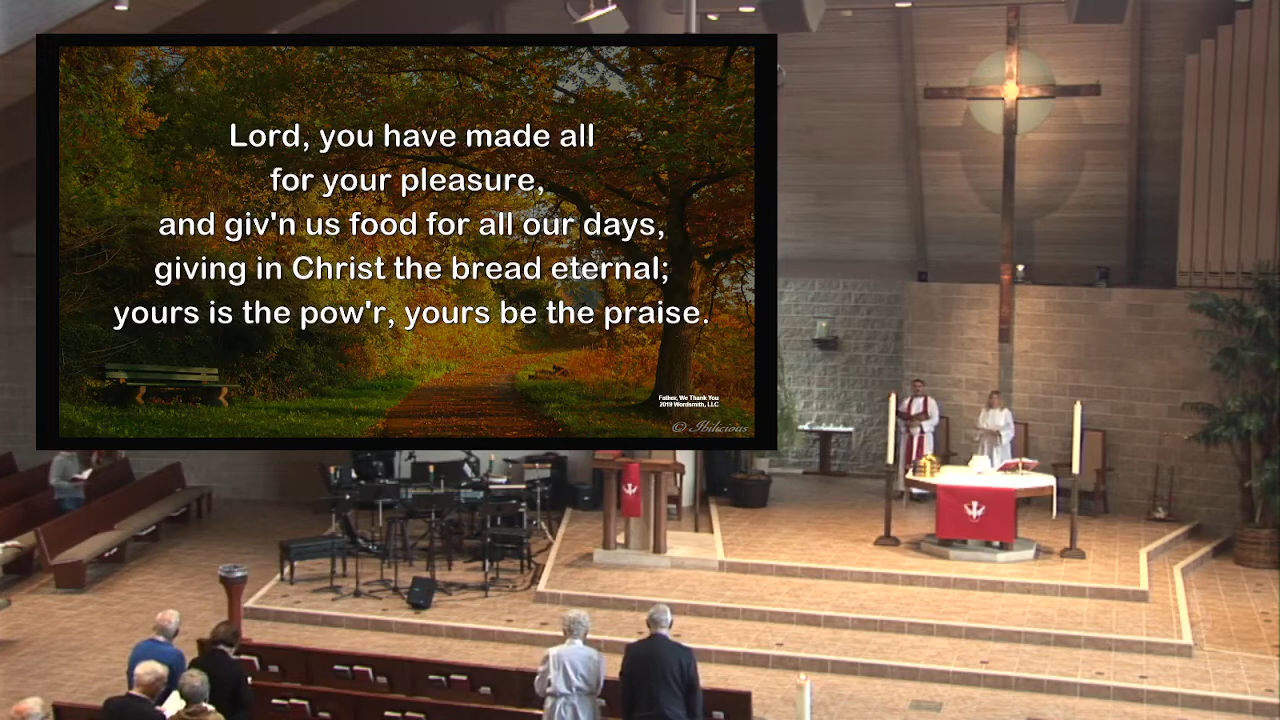 Lord, you have made all
for your pleasure,
and giv'n us food for all our days,
giving in Christ the bread eternal;
yours is the pow'r, yours be the praise.
Father, We Thank You
2019 Wordsmith, LLC
© Ibilicious